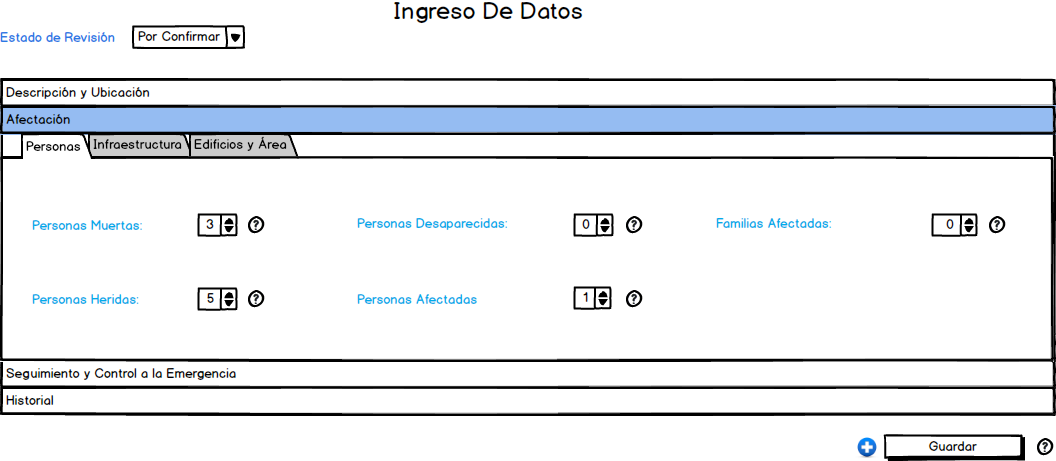 Ingreso De Datos
Estado de Revisión Por Confirmar
Descripción y Ubicación
Afectación
Personas Infraestructura Edificios y Área
Personas Muertas: 3 ? Personas Desaparecidas: 0 ? Familias Afectadas: 0 ?
Personas Heridas: 5 ? Personas Afectadas 1 ?
Seguimiento y Control a la Emergencia
Historial
Guardar ?